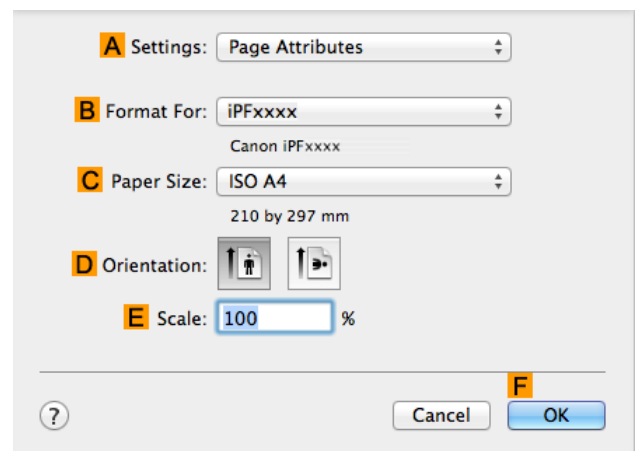 A Settings: Page Attributes
B Format For: iPFxxxx
Canon iPFxxxx
C Paper Size: ISO A4
210 by 297 mm
D Orientation:
E Scale: 100 %
F
? Cancel OK